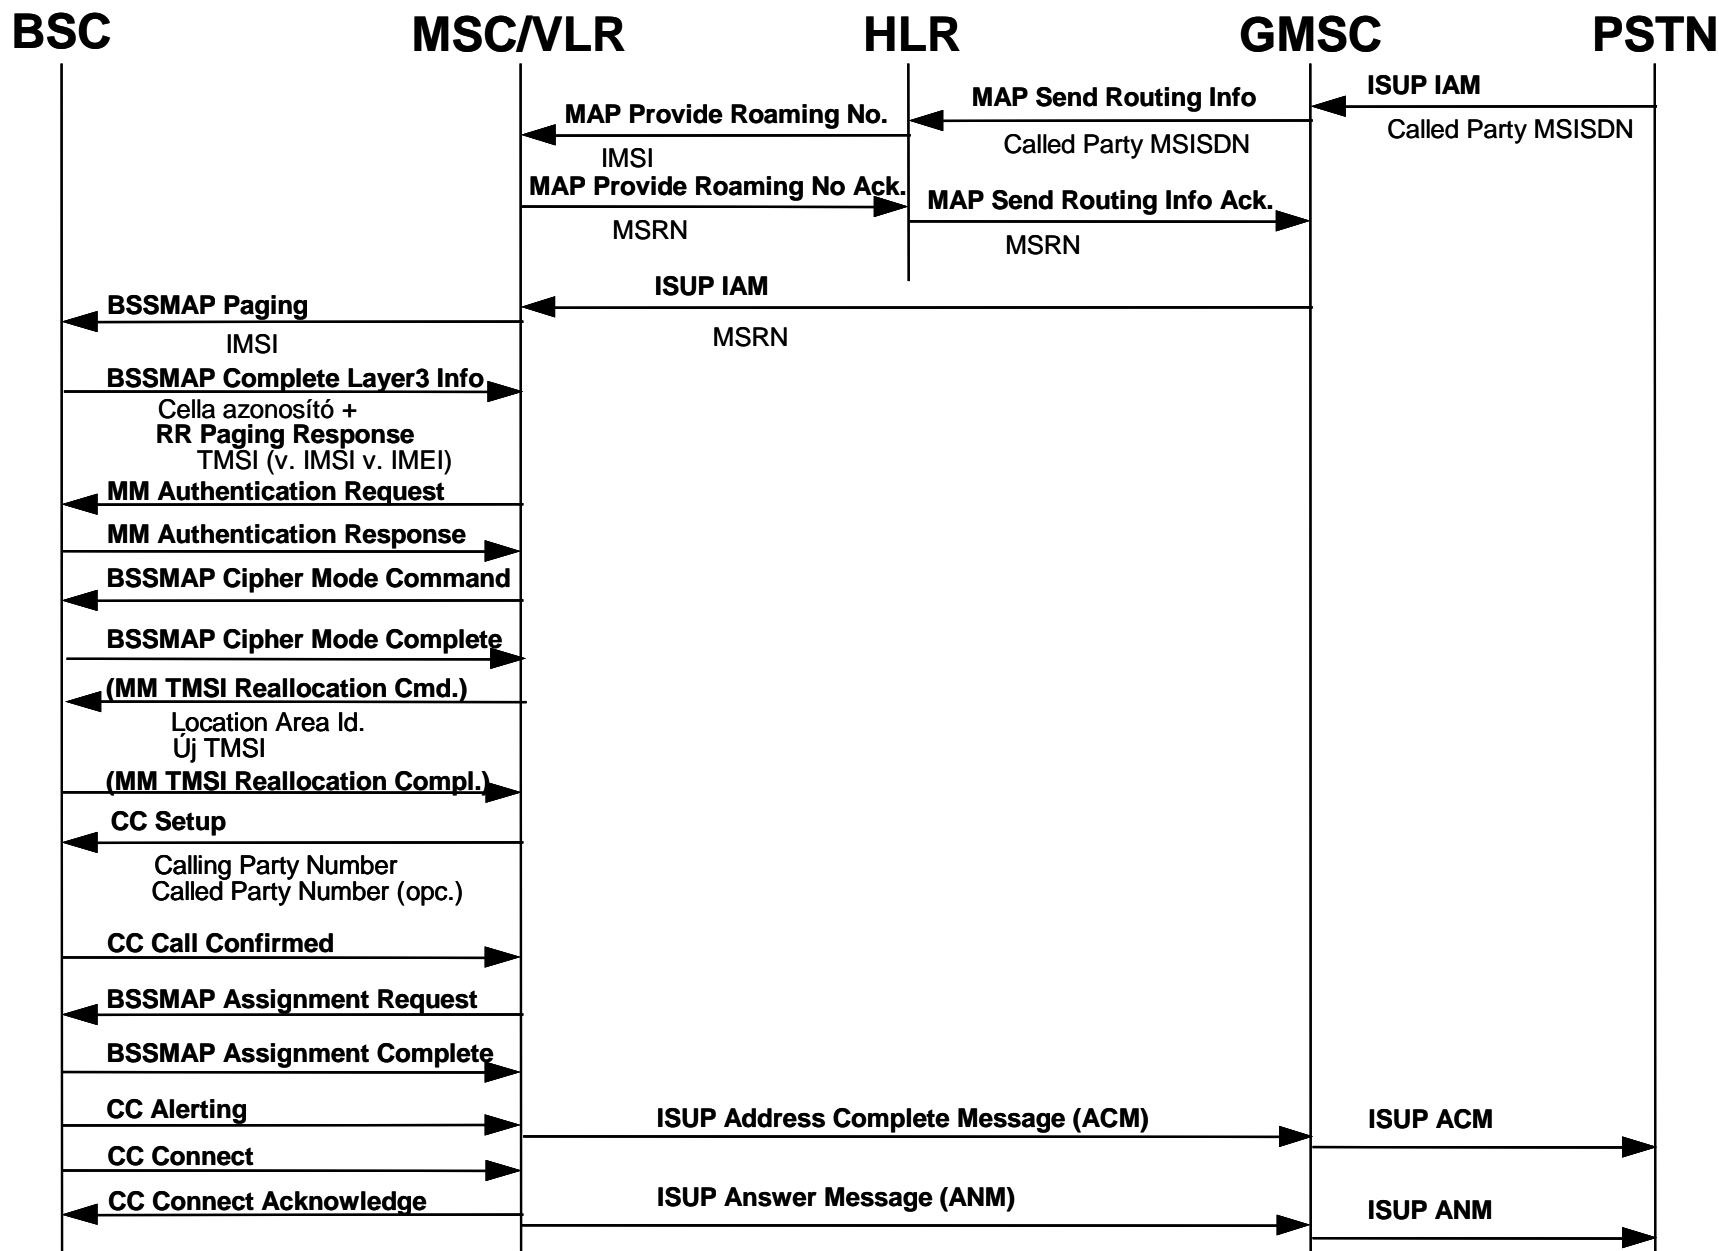 BSC MSC/VLR HLR GMSC PSTN
ISUP IAM
Called Party MSISDN
MAP Send Routing Info
Called Party MSISDN
MAP Provide Roaming No.
IMSI
MAP Provide Roaming No Ack.
MSRN
MAP Send Routing Info Ack.
MSRN
ISUP IAM
MSRN
BSSMAP Paging
IMSI
BSSMAP Complete Layer3 Info
Cella azonosító +
RR Paging Response
TMSI (v. IMSI v. IMEI)
MM Authentication Request
MM Authentication Response
BSSMAP Cipher Mode Command
BSSMAP Cipher Mode Complete
(MM TMSI Reallocation Cmd.)
Location Area Id.
Új TMSI
(MM TMSI Reallocation Compl.)
CC Setup
Calling Party Number
Called Party Number (opc.)
CC Call Confirmed
BSSMAP Assignment Request
BSSMAP Assignment Complete
CC Alerting
ISUP Address Complete Message (ACM)
ISUP ACM
CC Connect
CC Connect Acknowledge
ISUP Answer Message (ANM)
ISUP ANM